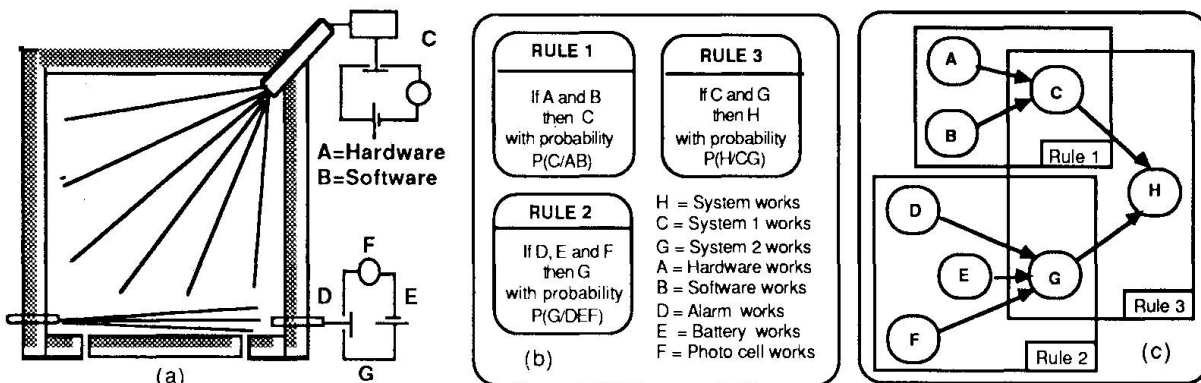 C
A=Hardware
B=Software
F
D
E
G
(a)
RULE 1
If A and B
then C
with probability
P(C/AB)
RULE 2
If D, E and F
then G
with probability
P(G/DEF)
RULE 3
If C and G
then H
with probability
P(H/CG)
H = System works
C = System 1 works
G = System 2 works
A = Hardware works
B = Software works
D = Alarm works
E = Battery works
F = Photo cell works
(b)
A
B
C
Rule 1
H
D
E
G
F
Rule 3
Rule 2
(c)